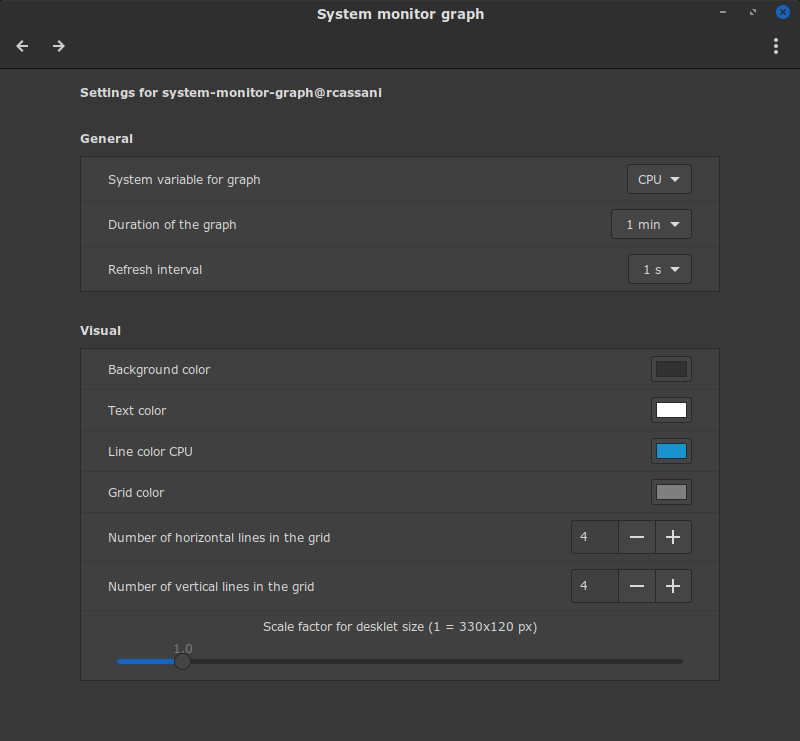 System monitor graph
Settings for system-monitor-graph@rcassani
General
System variable for graph CPU
Duration of the graph 1 min
Refresh interval 1 s
Visual
Background color
Text color
Line color CPU
Grid color
Number of horizontal lines in the grid 4
Number of vertical lines in the grid 4
Scale factor for desklet size (1 = 330x120 px)
1.0